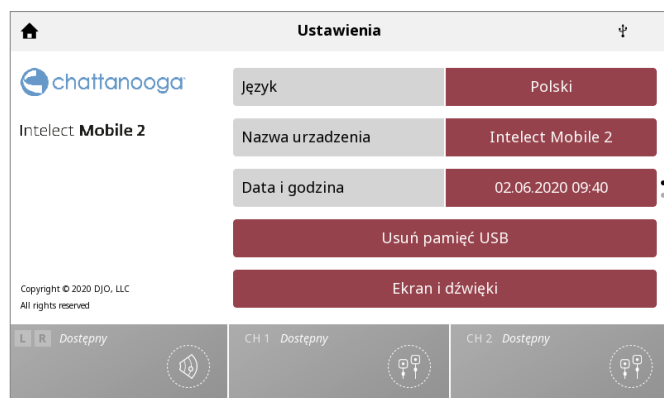 Ustawienia
chattanooga
Intelect Mobile 2
Język Polski
Nazwa urzadzenia Intelect Mobile 2
Data i godzina 02.06.2020 09:40
Usuń pamięć USB
Ekran i dźwięki
Copyright © 2020 DJO, LLC
All rights reserved
L R Dostępny
CH 1 Dostępny
CH 2 Dostępny